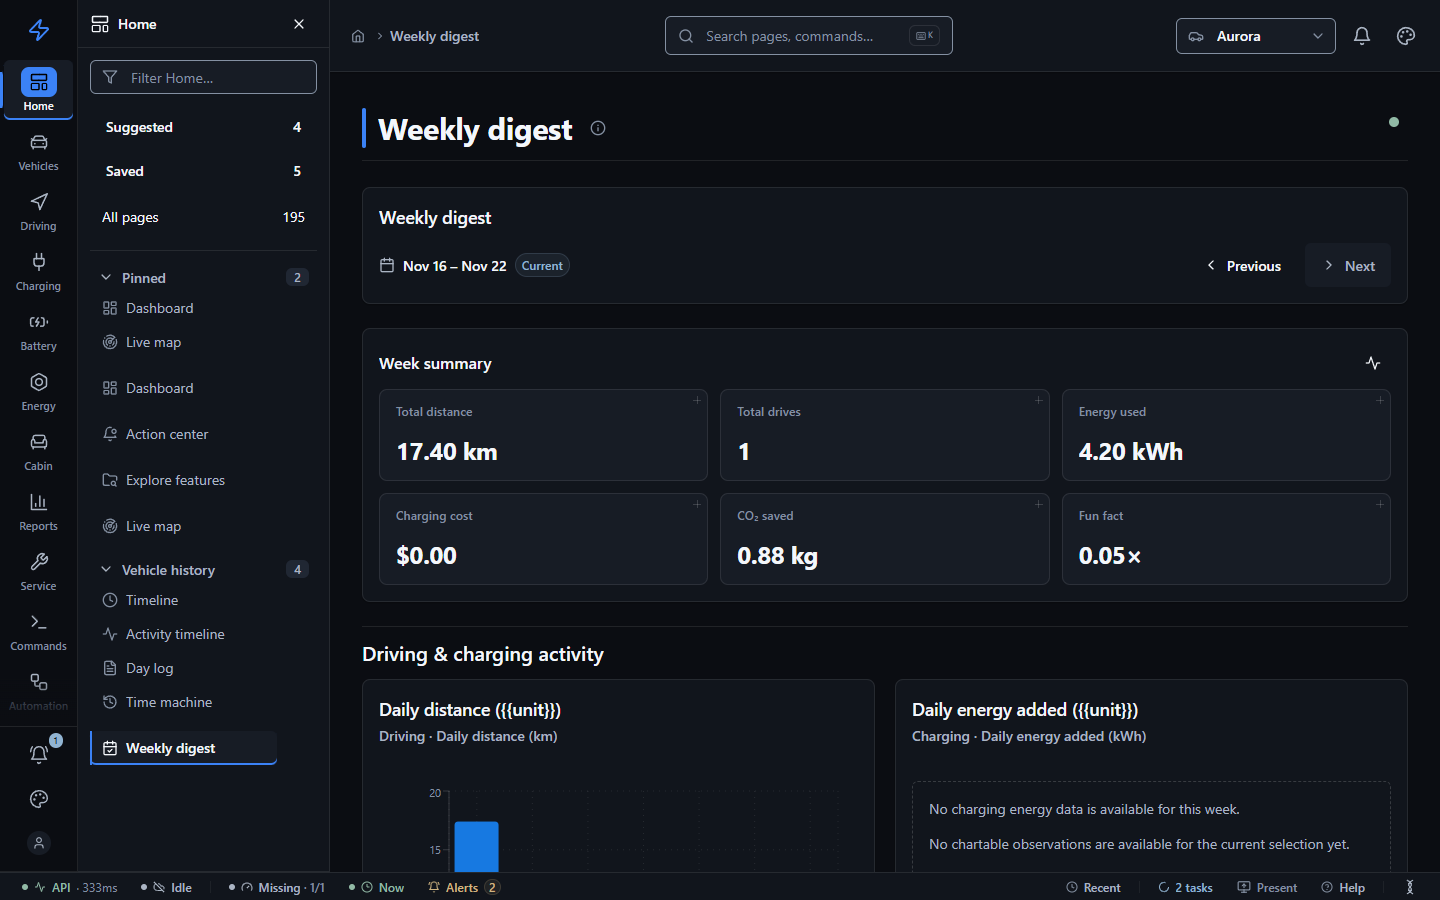 Home
Vehicles
Driving
Charging
Battery
Energy
Cabin
Reports
Service
Commands
Automation
1
Home
Filter Home...
Suggested 4
Saved 5
All pages 195
Pinned 2
Dashboard
Live map
Dashboard
Action center
Explore features
Live map
Vehicle history 4
Timeline
Activity timeline
Day log
Time machine
Weekly digest
Weekly digest
Search pages, commands... K
Aurora
Weekly digest
Weekly digest
Nov 16 – Nov 22 Current
Previous Next
Week summary
Total distance
17.40 km
Total drives
1
Energy used
4.20 kWh
Charging cost
$0.00
CO₂ saved
0.88 kg
Fun fact
0.05×
Driving & charging activity
Daily distance ({{unit}})
Driving · Daily distance (km)
20
15
Daily energy added ({{unit}})
Charging · Daily energy added (kWh)
No charging energy data is available for this week.
No chartable observations are available for the current selection yet.
API · 333ms Idle Missing · 1/1 Now Alerts 2 Recent 2 tasks Present Help